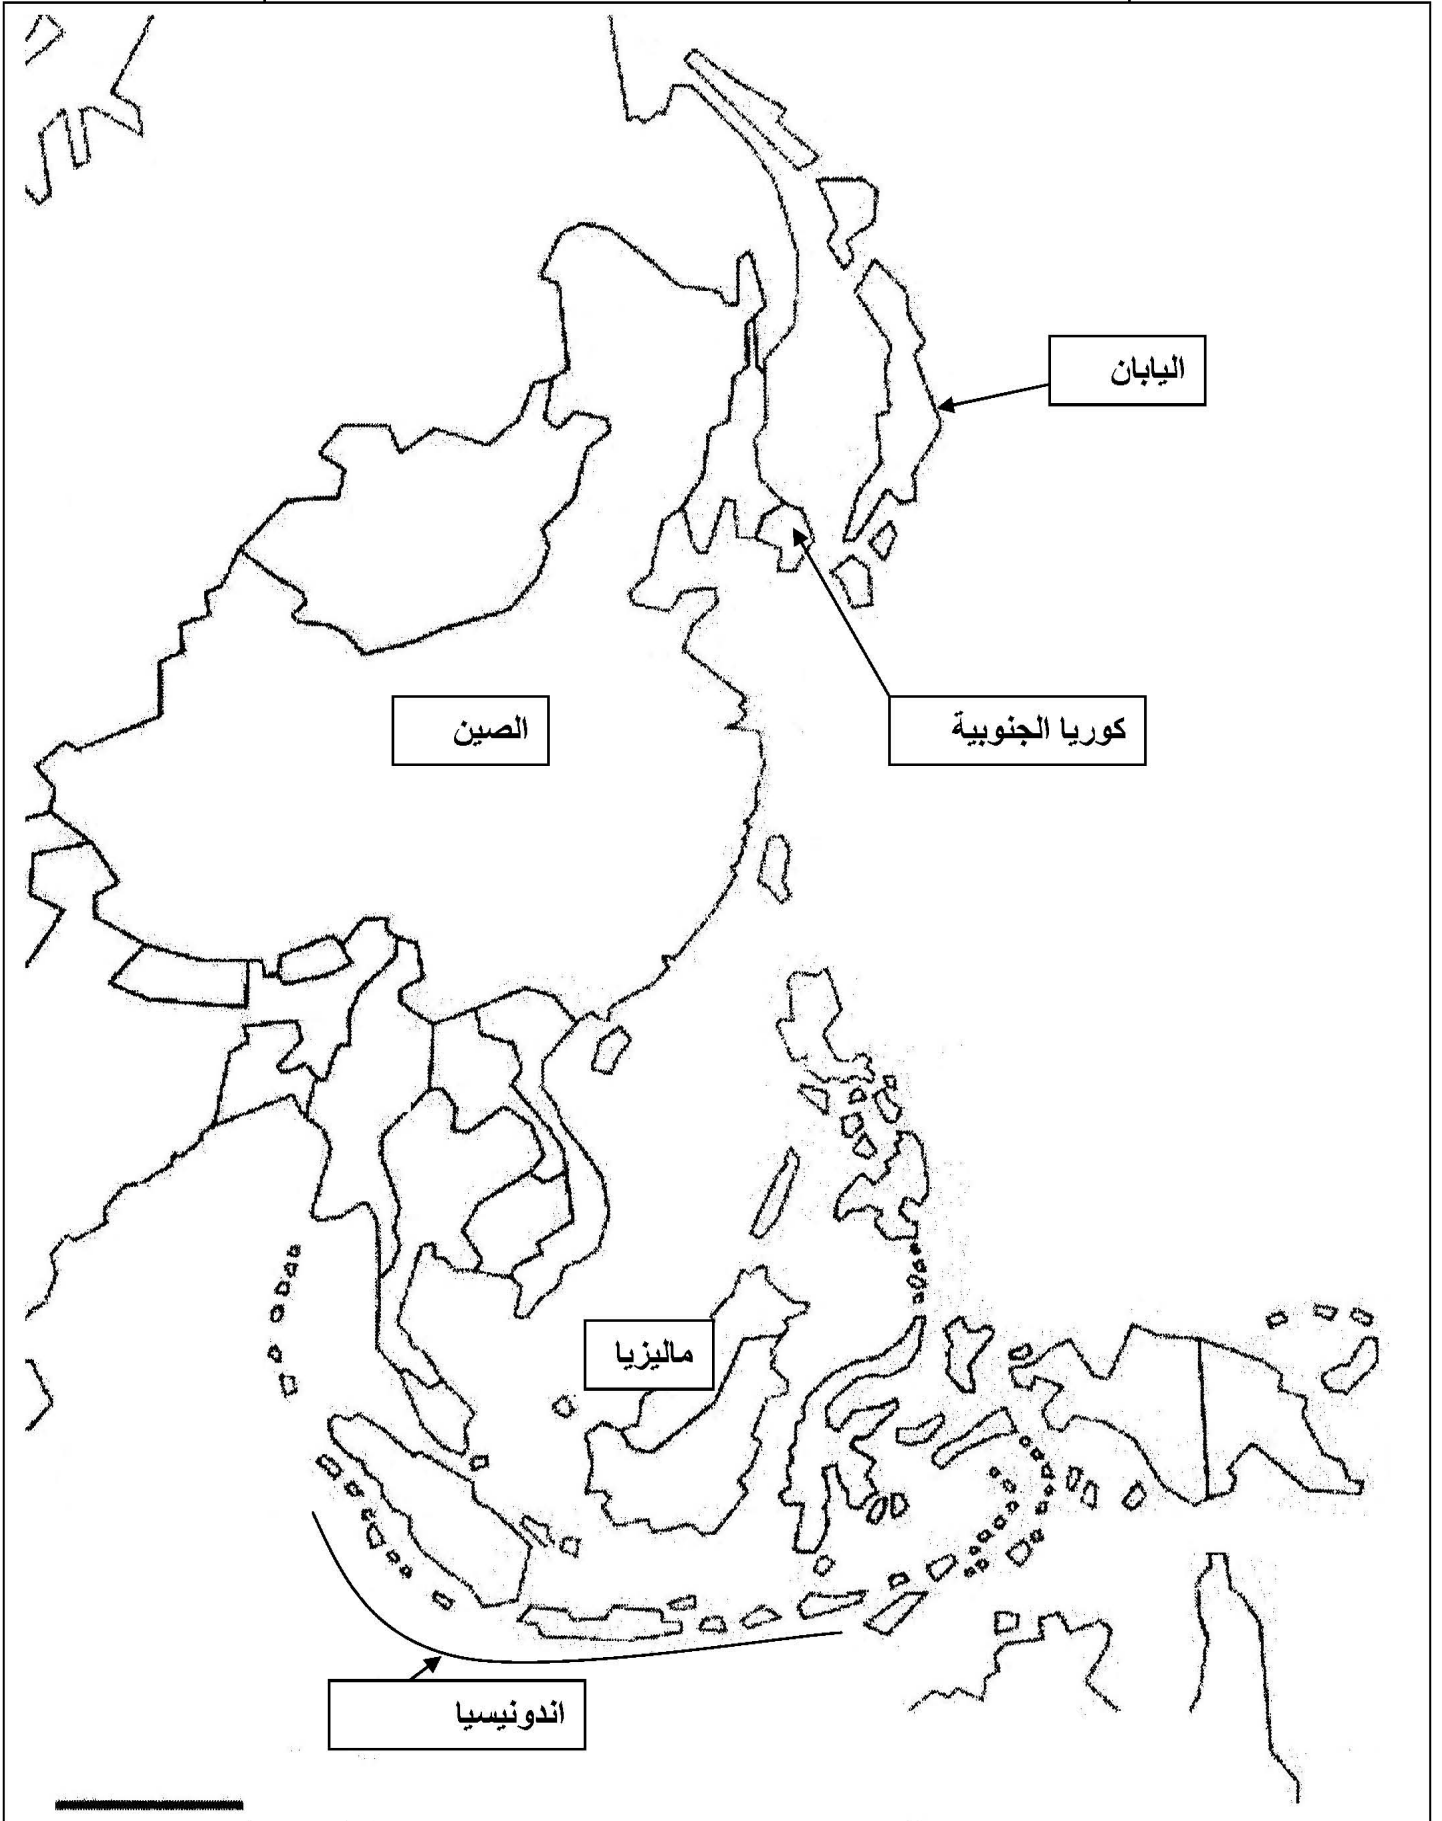 اليابان
كوريا الجنوبية
الصين
ماليزيا
اندونيسيا